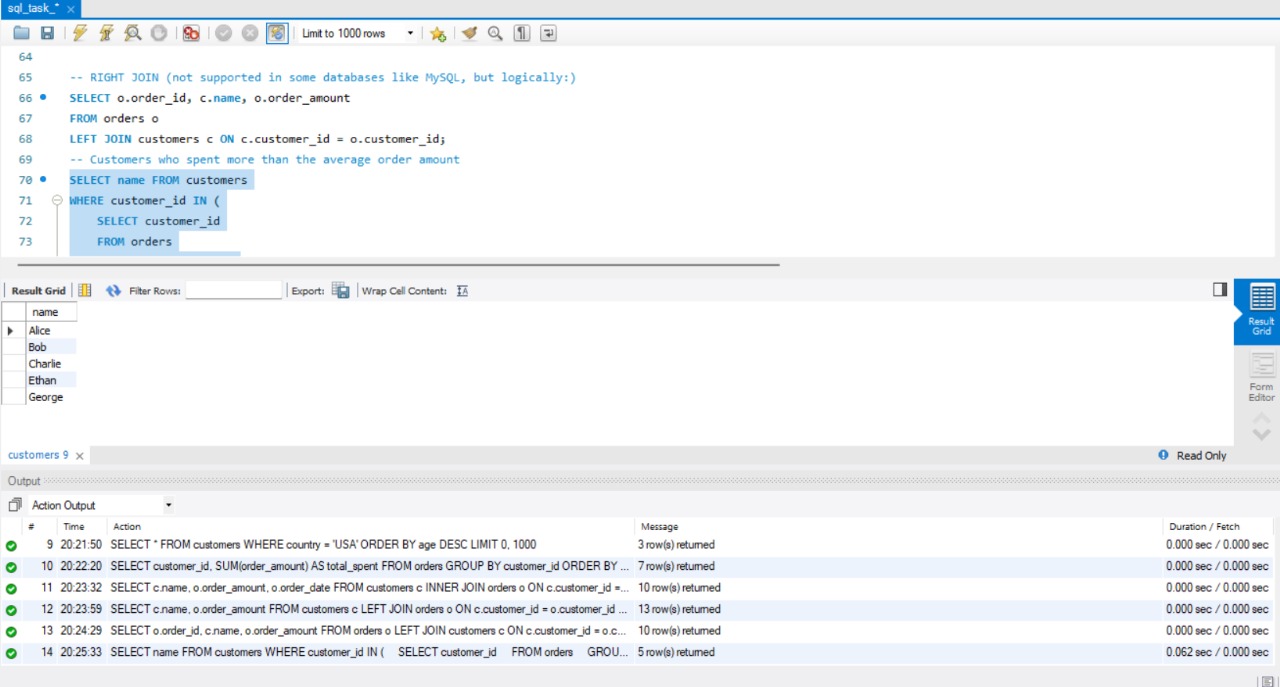 sql_task_*
Limit to 1000 rows
64
65 -- RIGHT JOIN (not supported in some databases like MySQL, but logically:)
66 SELECT o.order_id, c.name, o.order_amount
67 FROM orders o
68 LEFT JOIN customers c ON c.customer_id = o.customer_id;
69 -- Customers who spent more than the average order amount
70 SELECT name FROM customers
71 WHERE customer_id IN (
72 SELECT customer_id
73 FROM orders
Result Grid Filter Rows: Export: Wrap Cell Content:
name
Alice
Bob
Charlie
Ethan
George
Result
Grid
Form
Editor
customers 9 Read Only
Output
Action Output
# Time Action Message Duration / Fetch
9 20:21:50 SELECT * FROM customers WHERE country = 'USA' ORDER BY age DESC LIMIT 0, 1000 3 row(s) returned 0.000 sec / 0.000 sec
10 20:22:20 SELECT customer_id, SUM(order_amount) AS total_spent FROM orders GROUP BY customer_id ORDER BY ... 7 row(s) returned 0.000 sec / 0.000 sec
11 20:23:32 SELECT c.name, o.order_amount, o.order_date FROM customers c INNER JOIN orders o ON c.customer_id =... 10 row(s) returned 0.000 sec / 0.000 sec
12 20:23:59 SELECT c.name, o.order_amount FROM customers c LEFT JOIN orders o ON c.customer_id = o.customer_id ... 13 row(s) returned 0.000 sec / 0.000 sec
13 20:24:29 SELECT o.order_id, c.name, o.order_amount FROM orders o LEFT JOIN customers c ON c.customer_id = o.c... 10 row(s) returned 0.000 sec / 0.000 sec
14 20:25:33 SELECT name FROM customers WHERE customer_id IN ( SELECT customer_id FROM orders GROU... 5 row(s) returned 0.062 sec / 0.000 sec